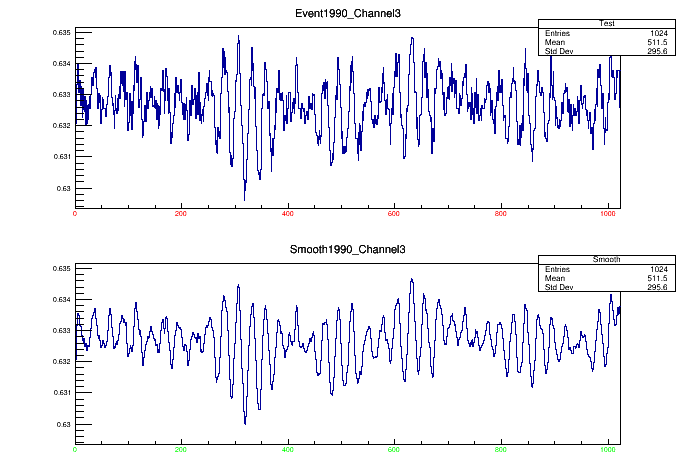 Event1990_Channel3
Test
Entries 1024
Mean 511.5
Std Dev 295.6
0.635
0.634
0.633
0.632
0.631
0.63
0 200 400 600 800 1000
Smooth1990_Channel3
Smooth
Entries 1024
Mean 511.5
Std Dev 295.6
0.635
0.634
0.633
0.632
0.631
0.63
0 200 400 600 800 1000